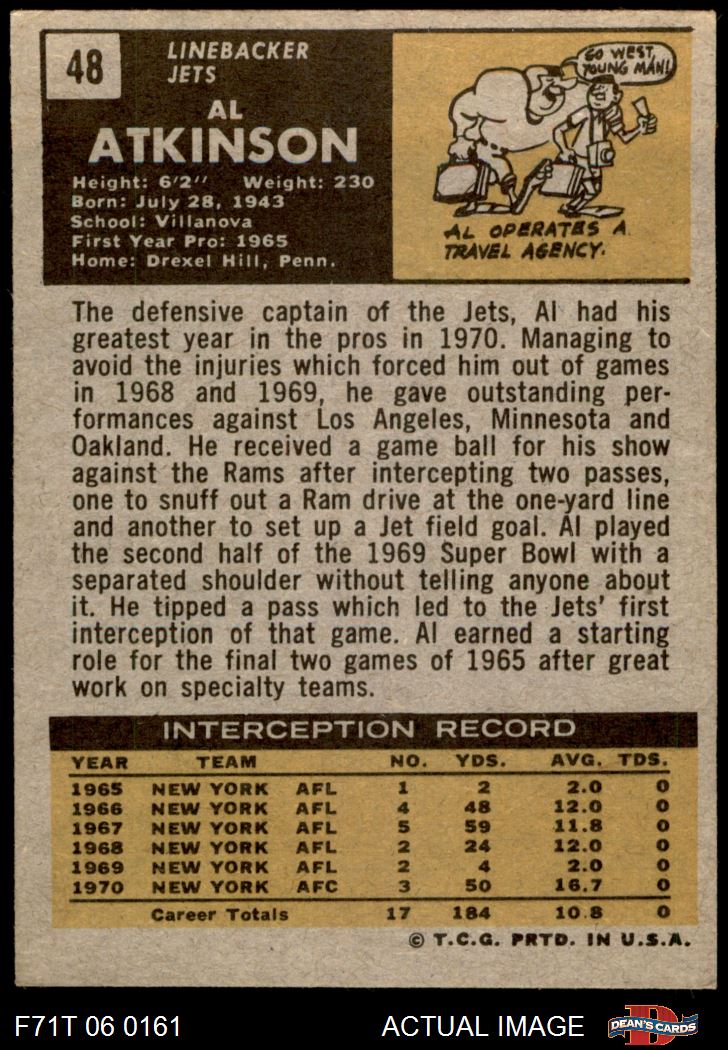 48
LINEBACKER
JETS
AL
ATKINSON
Height: 6'2'' Weight: 230
Born: July 28, 1943
School: Villanova
First Year Pro: 1965
Home: Drexel Hill, Penn.
GO WEST,
YOUNG MAN!
AL OPERATES A
TRAVEL AGENCY.
The defensive captain of the Jets, Al had his
greatest year in the pros in 1970. Managing to
avoid the injuries which forced him out of games
in 1968 and 1969, he gave outstanding per-
formances against Los Angeles, Minnesota and
Oakland. He received a game ball for his show
against the Rams after intercepting two passes,
one to snuff out a Ram drive at the one-yard line
and another to set up a Jet field goal. Al played
the second half of the 1969 Super Bowl with a
separated shoulder without telling anyone about
it. He tipped a pass which led to the Jets' first
interception of that game. Al earned a starting
role for the final two games of 1965 after great
work on specialty teams.
INTERCEPTION RECORD
YEAR TEAM NO. YDS. AVG. TDS.
1965 NEW YORK AFL 1 2 2.0 0
1966 NEW YORK AFL 4 48 12.0 0
1967 NEW YORK AFL 5 59 11.8 0
1968 NEW YORK AFL 2 24 12.0 0
1969 NEW YORK AFL 2 4 2.0 0
1970 NEW YORK AFC 3 50 16.7 0
Career Totals 17 184 10.8 0
© T.C.G. PRTD. IN U.S.A.
F71T 06 0161 ACTUAL IMAGE D DEAN'S CARDS